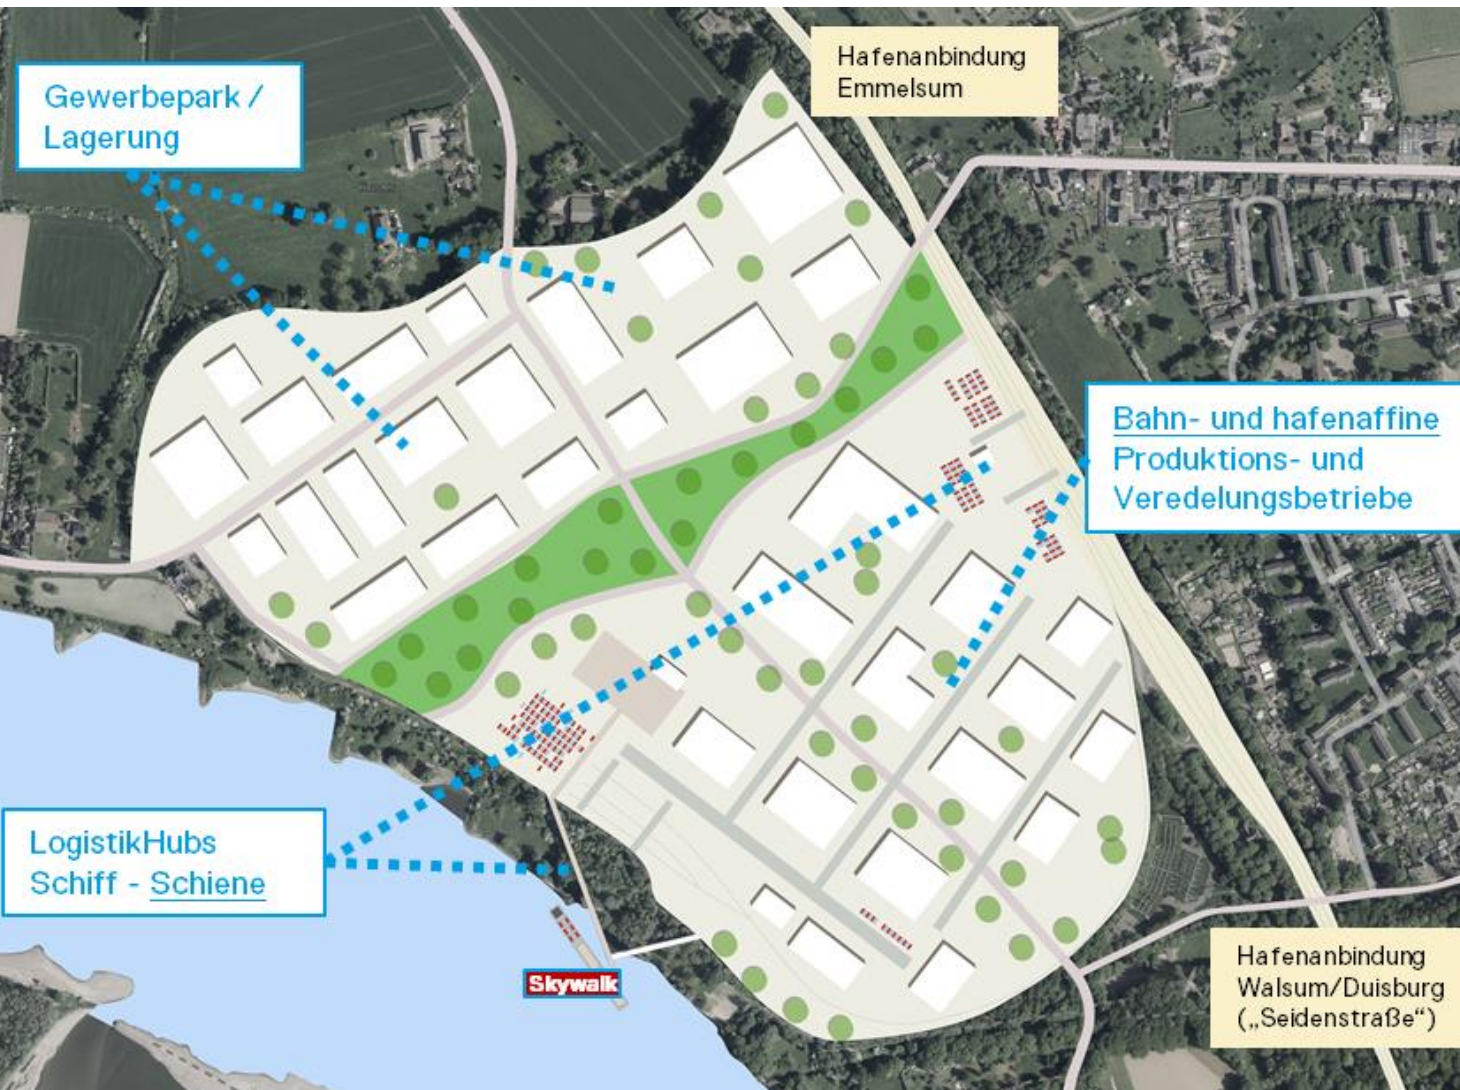 Hafenanbindung
Emmelsum
Gewerbepark /
Lagerung
Bahn- und hafenaffine
Produktions- und
Veredelungsbetriebe
LogistikHubs
Schiff - Schiene
Skywalk
Hafenanbindung
Walsum/Duisburg
(„Seidenstraße“)